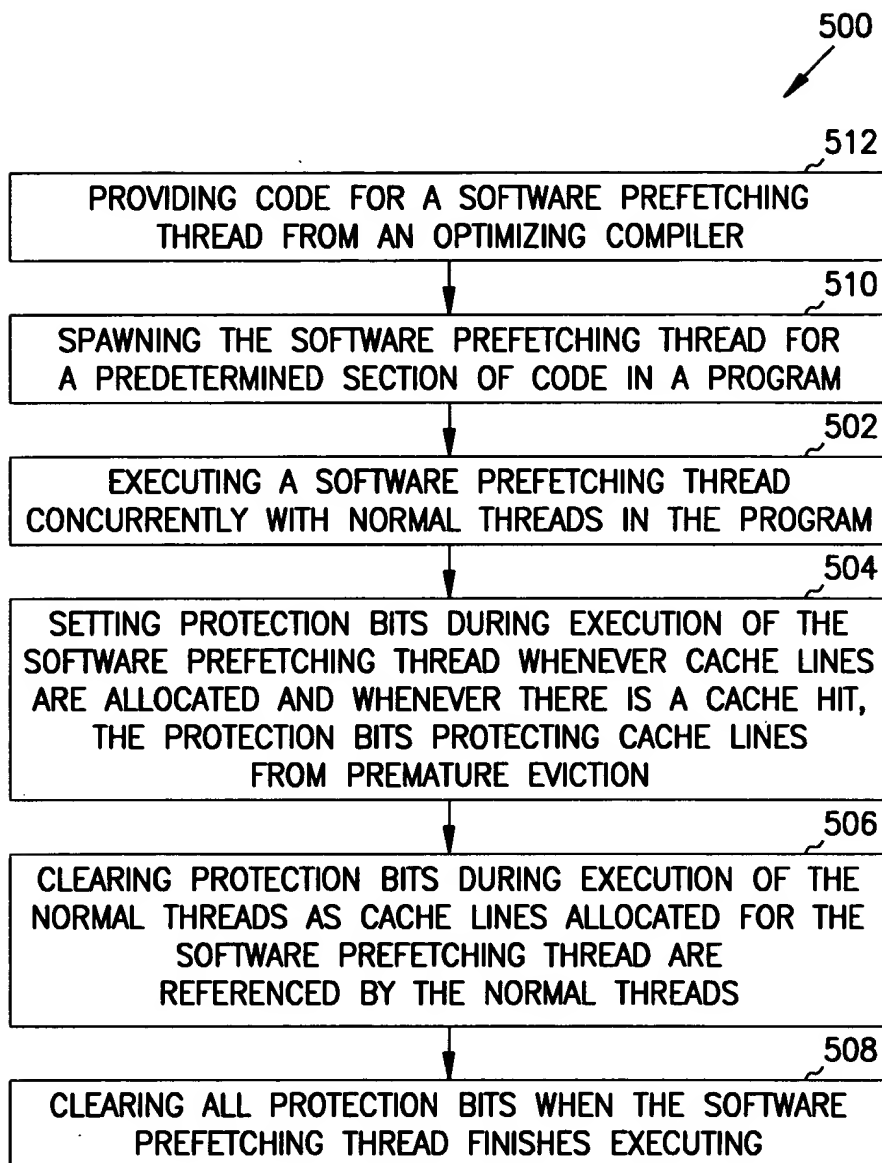 500
512
PROVIDING CODE FOR A SOFTWARE PREFETCHING
THREAD FROM AN OPTIMIZING COMPILER
510
SPAWNING THE SOFTWARE PREFETCHING THREAD FOR
A PREDETERMINED SECTION OF CODE IN A PROGRAM
502
EXECUTING A SOFTWARE PREFETCHING THREAD
CONCURRENTLY WITH NORMAL THREADS IN THE PROGRAM
504
SETTING PROTECTION BITS DURING EXECUTION OF THE
SOFTWARE PREFETCHING THREAD WHENEVER CACHE LINES
ARE ALLOCATED AND WHENEVER THERE IS A CACHE HIT,
THE PROTECTION BITS PROTECTING CACHE LINES
FROM PREMATURE EVICTION
506
CLEARING PROTECTION BITS DURING EXECUTION OF THE
NORMAL THREADS AS CACHE LINES ALLOCATED FOR THE
SOFTWARE PREFETCHING THREAD ARE
REFERENCED BY THE NORMAL THREADS
508
CLEARING ALL PROTECTION BITS WHEN THE SOFTWARE
PREFETCHING THREAD FINISHES EXECUTING